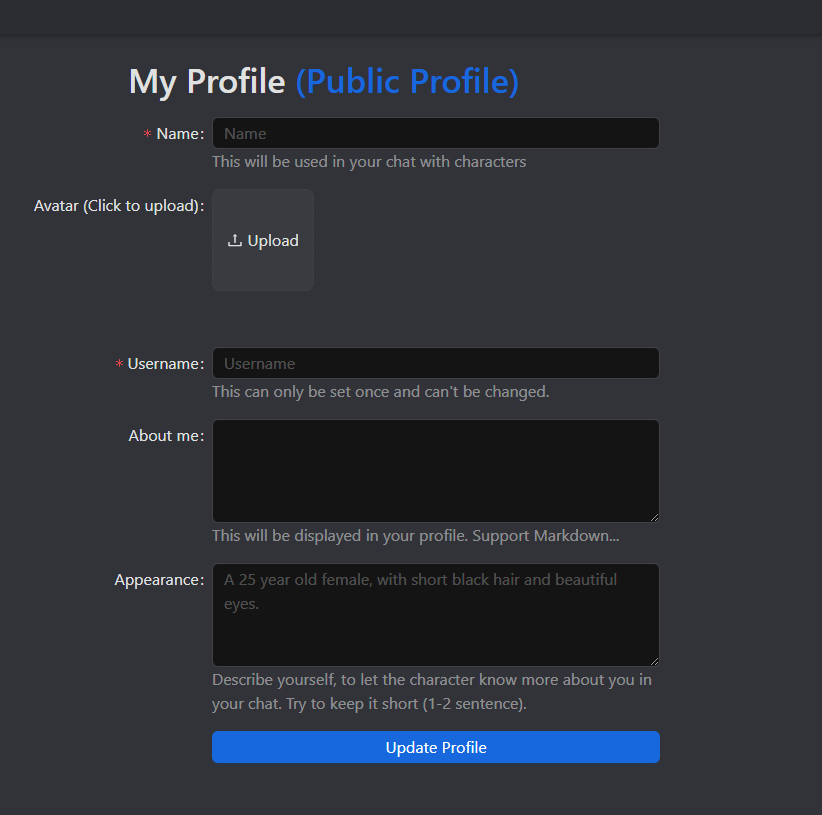 My Profile (Public Profile)
* Name: Name
This will be used in your chat with characters
Avatar (Click to upload): Upload
* Username: Username
This can only be set once and can't be changed.
About me:
This will be displayed in your profile. Support Markdown...
Appearance: A 25 year old female, with short black hair and beautiful
eyes.
Describe yourself, to let the character know more about you in
your chat. Try to keep it short (1-2 sentence).
Update Profile